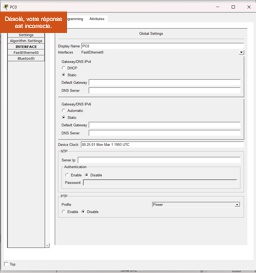 PC0
Désolé, votre réponse
est incorrecte.
Programming
Attributes
Settings
Algorithm Settings
INTERFACE
FastEthernet0
Bluetooth
Global Settings
Display Name PC0
Interfaces FastEthernet0
Gateway/DNS IPv4
DHCP
Static
Default Gateway
DNS Server
Gateway/DNS IPv6
Automatic
Static
Default Gateway
DNS Server
Device Clock
NTP
Server Ip:
Authentication
Enable Disable
Password:
PTP
Profile Power
Enable Disable
Top